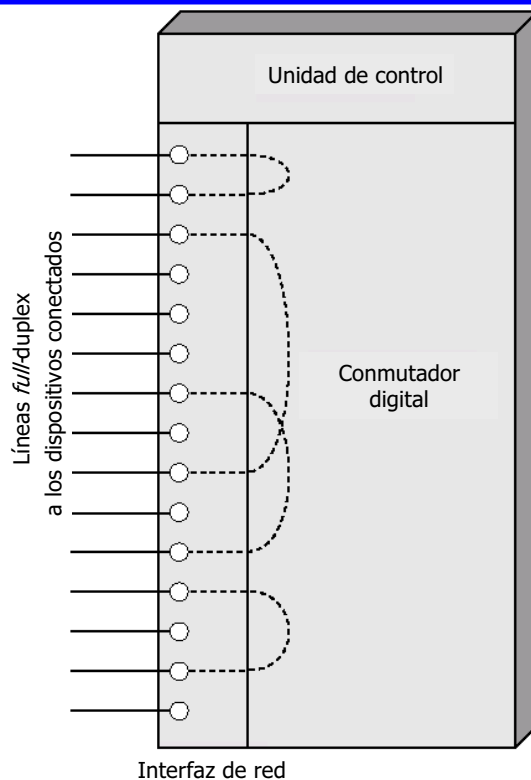 Unidad de control
Líneas full-duplex
a los dispositivos conectados
Conmutador
digital
Interfaz de red